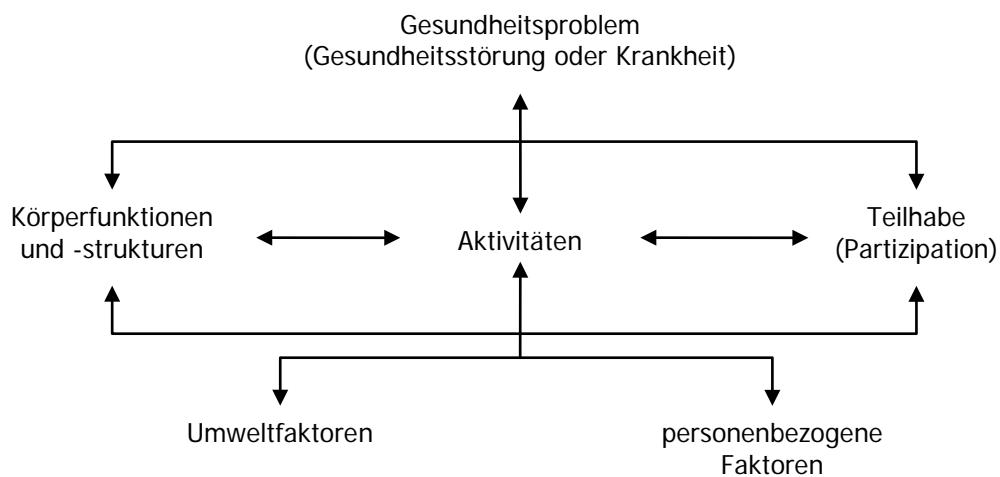 Gesundheitsproblem
(Gesundheitsstörung oder Krankheit)
Körperfunktionen
und -strukturen
Aktivitäten
Teilhabe
(Partizipation)
Umweltfaktoren
personenbezogene
Faktoren